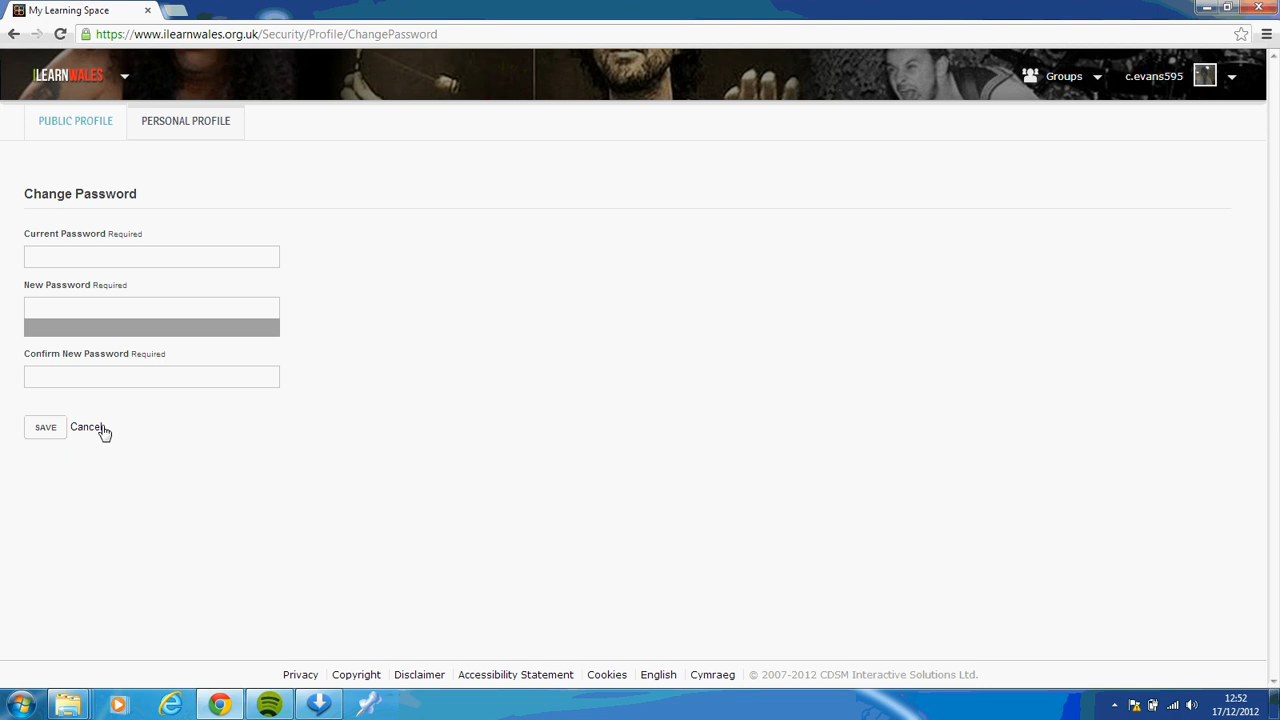 My Learning Space
https://www.ilearnwales.org.uk/Security/Profile/ChangePassword
ILEARNWALES
Groups
c.evans595
PUBLIC PROFILE
PERSONAL PROFILE
Change Password
Current Password Required
New Password Required
Confirm New Password Required
SAVE Cancel
Privacy Copyright Disclaimer Accessibility Statement Cookies English Cymraeg © 2007-2012 CDSM Interactive Solutions Ltd.
12:52
17/12/2012